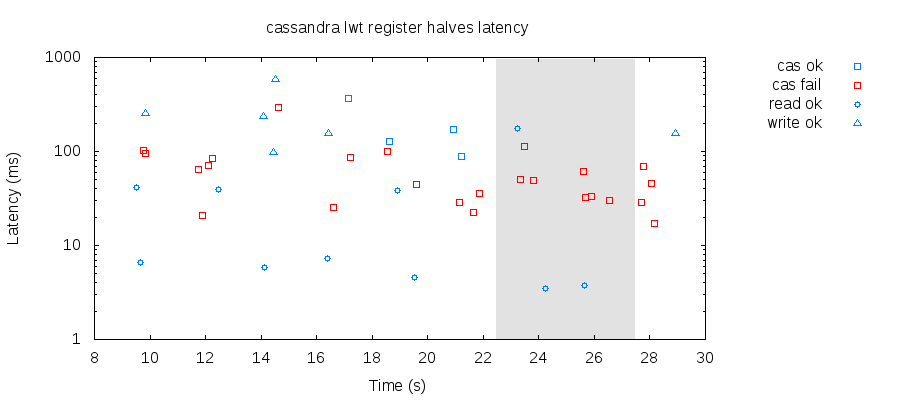 cassandra lwt register halves latency
1000
100
10
1
Latency (ms)
8 10 12 14 16 18 20 22 24 26 28 30
Time (s)
cas ok
cas fail
read ok
write ok